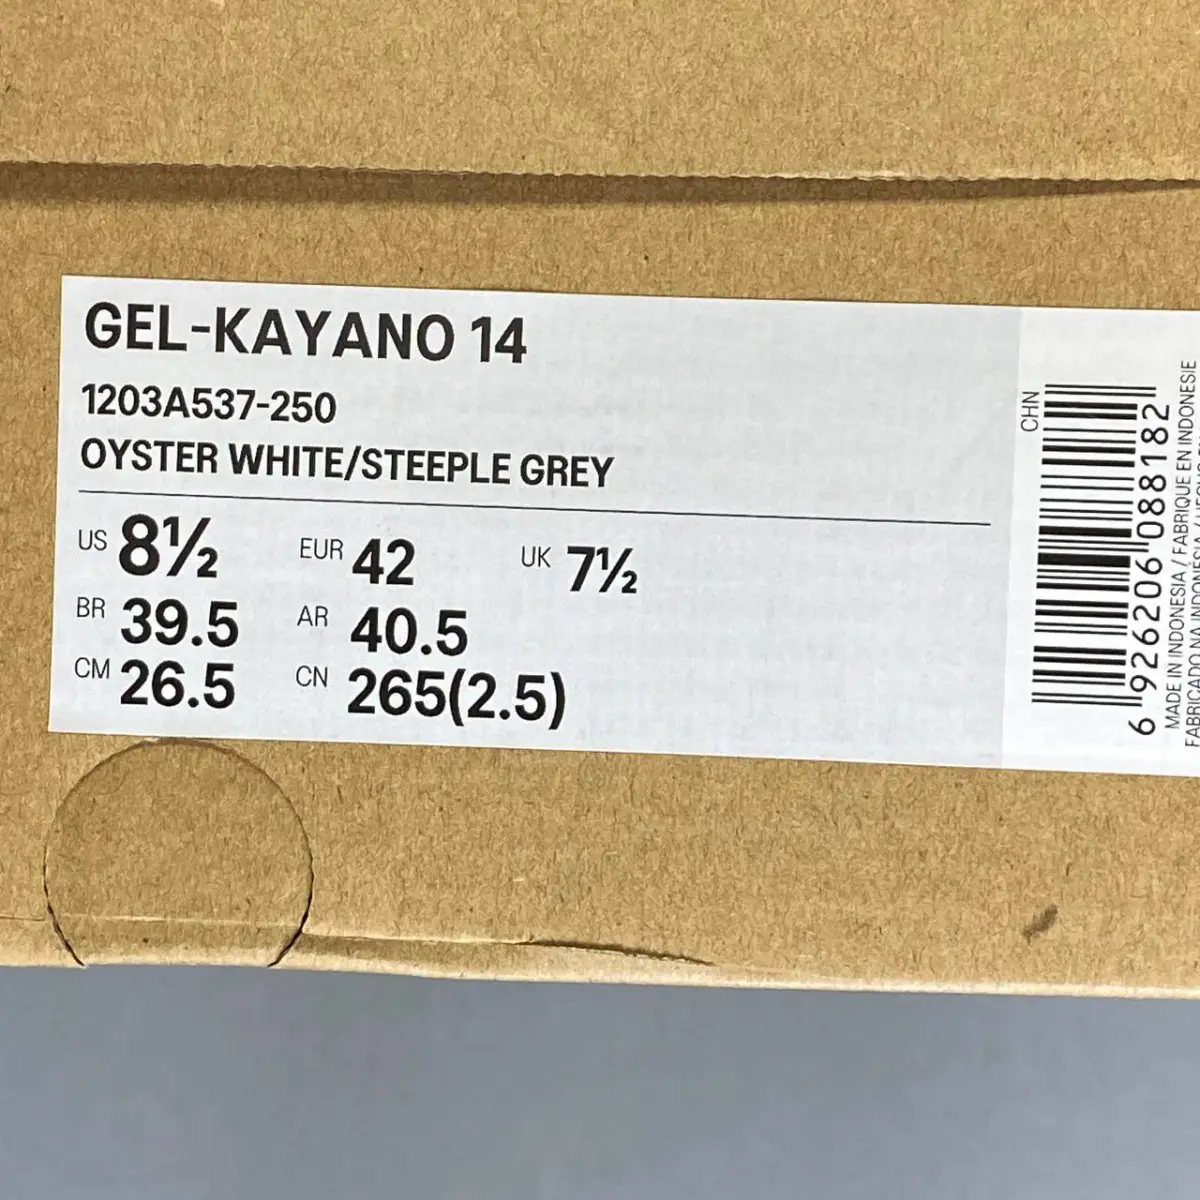 GEL-KAYANO 14
1203A537-250
OYSTER WHITE/STEEPLE GREY
US 8½ EUR 42 UK 7½
BR 39.5 AR 40.5
CM 26.5 CN 265(2.5)
CHN
6 926206 088182
MADE IN INDONESIA / FABRIQUE EN INDONESIE
FABRICADO NA INDONESIA /